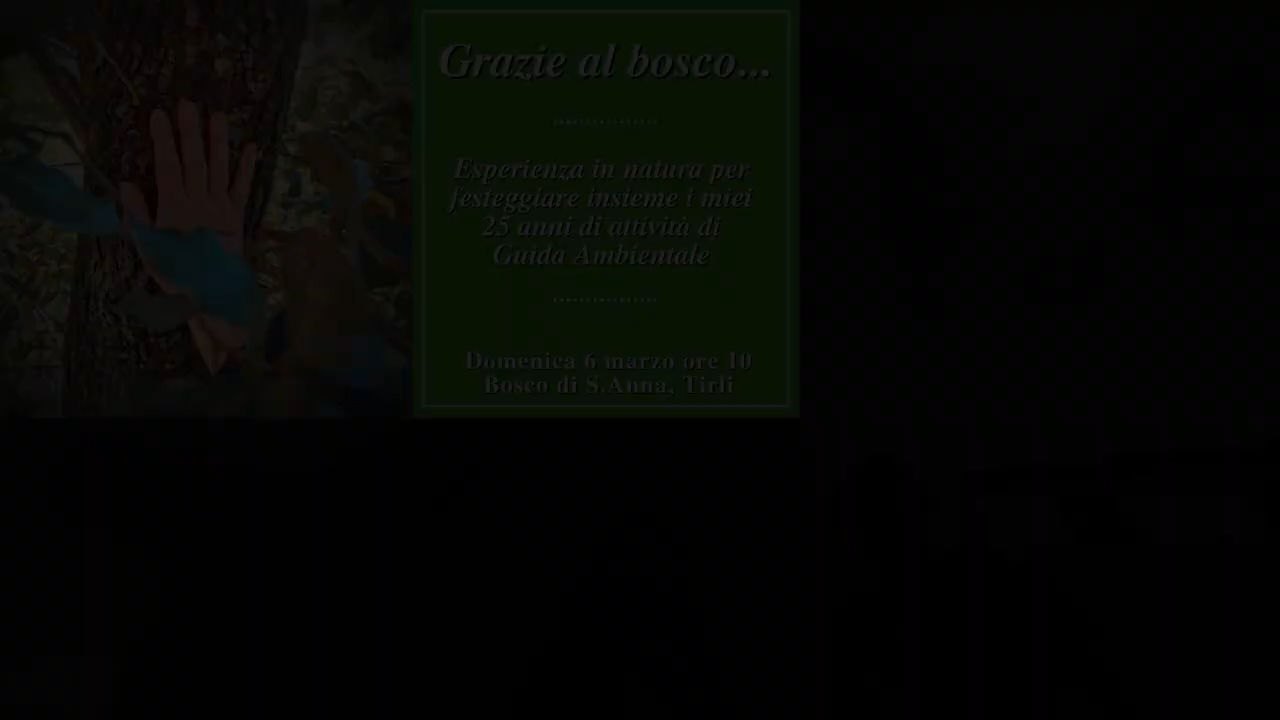 Grazie al bosco...
Esperienza in natura per
festeggiare insieme i miei
25 anni di attività di
Guida Ambientale
Domenica 6 marzo ore 10
Bosco di S.Anna, Tirli